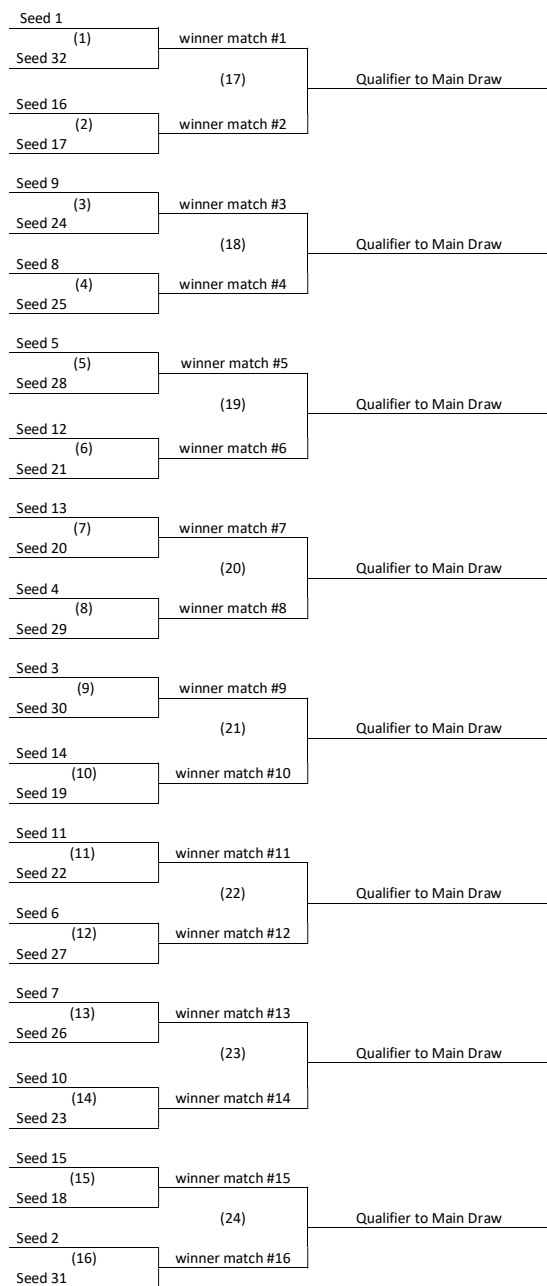 Seed 1
(1) winner match #1
Seed 32
(17) Qualifier to Main Draw
Seed 16
(2) winner match #2
Seed 17
Seed 9
(3) winner match #3
Seed 24
(18) Qualifier to Main Draw
Seed 8
(4) winner match #4
Seed 25
Seed 5
(5) winner match #5
Seed 28
(19) Qualifier to Main Draw
Seed 12
(6) winner match #6
Seed 21
Seed 13
(7) winner match #7
Seed 20
(20) Qualifier to Main Draw
Seed 4
(8) winner match #8
Seed 29
Seed 3
(9) winner match #9
Seed 30
(21) Qualifier to Main Draw
Seed 14
(10) winner match #10
Seed 19
Seed 11
(11) winner match #11
Seed 22
(22) Qualifier to Main Draw
Seed 6
(12) winner match #12
Seed 27
Seed 7
(13) winner match #13
Seed 26
(23) Qualifier to Main Draw
Seed 10
(14) winner match #14
Seed 23
Seed 15
(15) winner match #15
Seed 18
(24) Qualifier to Main Draw
Seed 2
(16) winner match #16
Seed 31